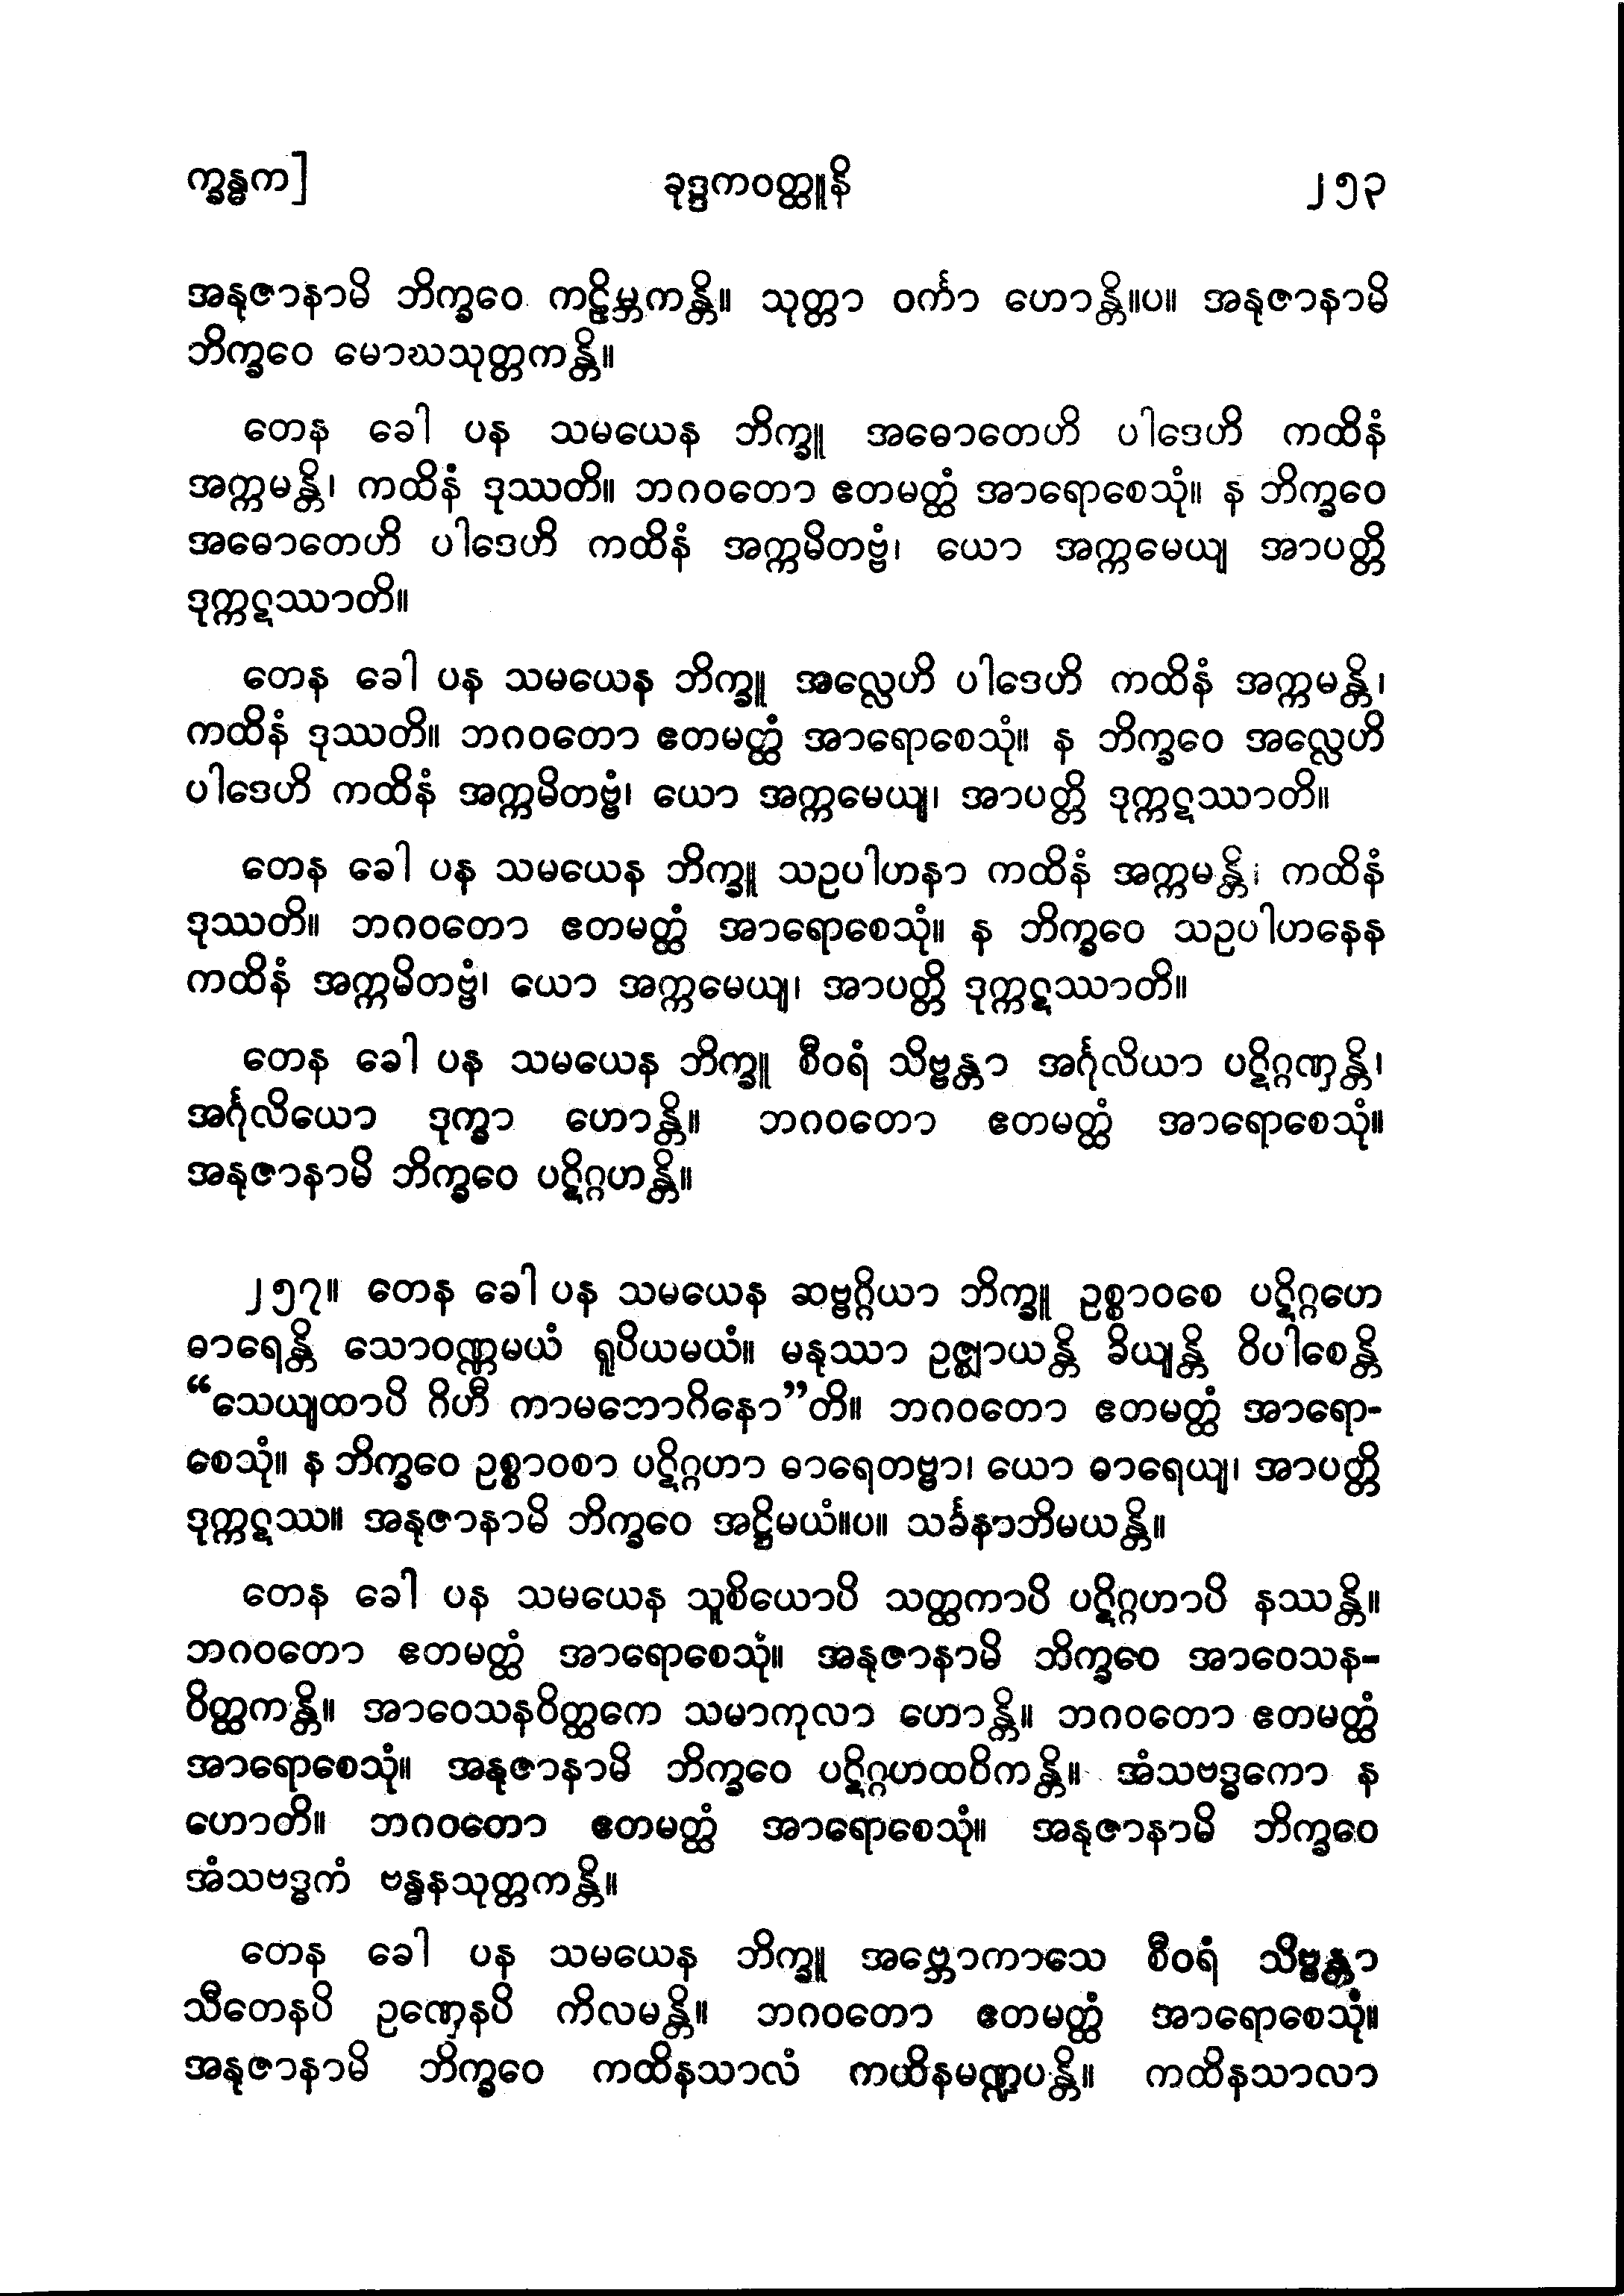 က္ခန္ဓက]
ခုဒ္ဒကဝတ္ထူနိ
၂၅၃
အနုဇာနာမိ ဘိက္ခဝေ ကဠိမ္ဘကန္တိ။ သုတ္တာ ဝင်္ကာ ဟောန္တိ။ပ။ အနုဇာနာမိ
ဘိက္ခဝေ မောဃသုတ္တကန္တိ။
တေန ခေါ ပန သမယေန ဘိက္ခူ အဓောတေဟိ ပါဒေဟိ ကထိနံ
အက္ကမန္တိ၊ ကထိနံ ဒုဿတိ။ ဘဂဝတော ဧတမတ္ထံ အာရောစေသုံ။ န ဘိက္ခဝေ
အဓောတေဟိ ပါဒေဟိ ကထိနံ အက္ကမိတဗ္ဗံ၊ ယော အက္ကမေယျ အာပတ္တိ
ဒုက္ကဋဿာတိ။
တေန ခေါ ပန သမယေန ဘိက္ခူ အလ္လေဟိ ပါဒေဟိ ကထိနံ အက္ကမန္တိ၊
ကထိနံ ဒုဿတိ။ ဘဂဝတော ဧတမတ္ထံ အာရောစေသုံ။ န ဘိက္ခဝေ အလ္လေဟိ
ပါဒေဟိ ကထိနံ အက္ကမိတဗ္ဗံ၊ ယော အက္ကမေယျ၊ အာပတ္တိ ဒုက္ကဋဿာတိ။
တေန ခေါ ပန သမယေန ဘိက္ခူ သဥပါဟနာ ကထိနံ အက္ကမန္တိ၊ ကထိနံ
ဒုဿတိ။ ဘဂဝတော ဧတမတ္ထံ အာရောစေသုံ။ န ဘိက္ခဝေ သဥပါဟနေန
ကထိနံ အက္ကမိတဗ္ဗံ၊ ယော အက္ကမေယျ၊ အာပတ္တိ ဒုက္ကဋဿာတိ။
တေန ခေါ ပန သမယေန ဘိက္ခူ စီဝရံ သိဗ္ဗန္တာ အင်္ဂုလိယာ ပဋိဂ္ဂဏှန္တိ၊
အင်္ဂုလိယော ဒုက္ခာ ဟောန္တိ။ ဘဂဝတော ဧတမတ္ထံ အာရောစေသုံ။
အနုဇာနာမိ ဘိက္ခဝေ ပဋိဂ္ဂဟန္တိ။
၂၅၇။ တေန ခေါ ပန သမယေန ဆဗ္ဗဂ္ဂိယာ ဘိက္ခူ ဥစ္စာဝစေ ပဋိဂ္ဂဟေ
ဓာရေန္တိ သောဝဏ္ဏမယံ ရူပိယမယံ။ မနုဿာ ဥဇ္ဈာယန္တိ ခိယျန္တိ ဝိပါစေန္တိ
“သေယျထာပိ ဂိဟီ ကာမဘောဂိနော”တိ။ ဘဂဝတော ဧတမတ္ထံ အာရော-
စေသုံ။ န ဘိက္ခဝေ ဥစ္စာဝစာ ပဋိဂ္ဂဟာ ဓာရေတဗ္ဗာ၊ ယော ဓာရေယျ၊ အာပတ္တိ
ဒုက္ကဋဿ။ အနုဇာနာမိ ဘိက္ခဝေ အဋ္ဌိမယံ။ပ။ သင်္ခနာဘိမယန္တိ။
တေန ခေါ ပန သမယေန သူစိယောပိ သတ္ထကာပိ ပဋိဂ္ဂဟာပိ နဿန္တိ။
ဘဂဝတော ဧတမတ္ထံ အာရောစေသုံ။ အနုဇာနာမိ ဘိက္ခဝေ အာဝေသန-
ဝိတ္ထကန္တိ။ အာဝေသနဝိတ္ထကေ သမာကုလာ ဟောန္တိ။ ဘဂဝတော ဧတမတ္ထံ
အာရောစေသုံ။ အနုဇာနာမိ ဘိက္ခဝေ ပဋိဂ္ဂဟထဝိကန္တိ။ အံသဗဒ္ဓကော န
ဟောတိ။ ဘဂဝတော ဧတမတ္ထံ အာရောစေသုံ။ အနုဇာနာမိ ဘိက္ခဝေ
အံသဗဒ္ဓကံ ဗန္ဓနသုတ္တကန္တိ။
တေန ခေါ ပန သမယေန ဘိက္ခူ အဗ္ဘောကာသေ စီဝရံ သိဗ္ဗန္တာ
သီတေနပိ ဥဏှေနပိ ကိလမန္တိ။ ဘဂဝတော ဧတမတ္ထံ အာရောစေသုံ။
အနုဇာနာမိ ဘိက္ခဝေ ကထိနသာလံ ကထိနမဏ္ဍပန္တိ။ ကထိနသာလာ